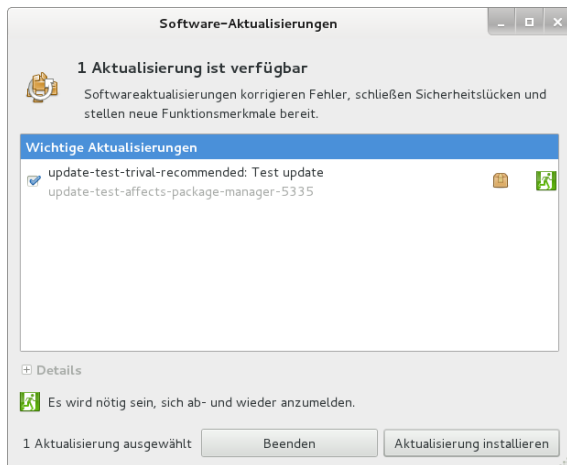 Software-Aktualisierungen
1 Aktualisierung ist verfügbar
Softwareaktualisierungen korrigieren Fehler, schließen Sicherheitslücken und
stellen neue Funktionsmerkmale bereit.
Wichtige Aktualisierungen
update-test-trival-recommended: Test update
update-test-affects-package-manager-5335
Details
Es wird nötig sein, sich ab- und wieder anzumelden.
1 Aktualisierung ausgewählt
Beenden
Aktualisierung installieren